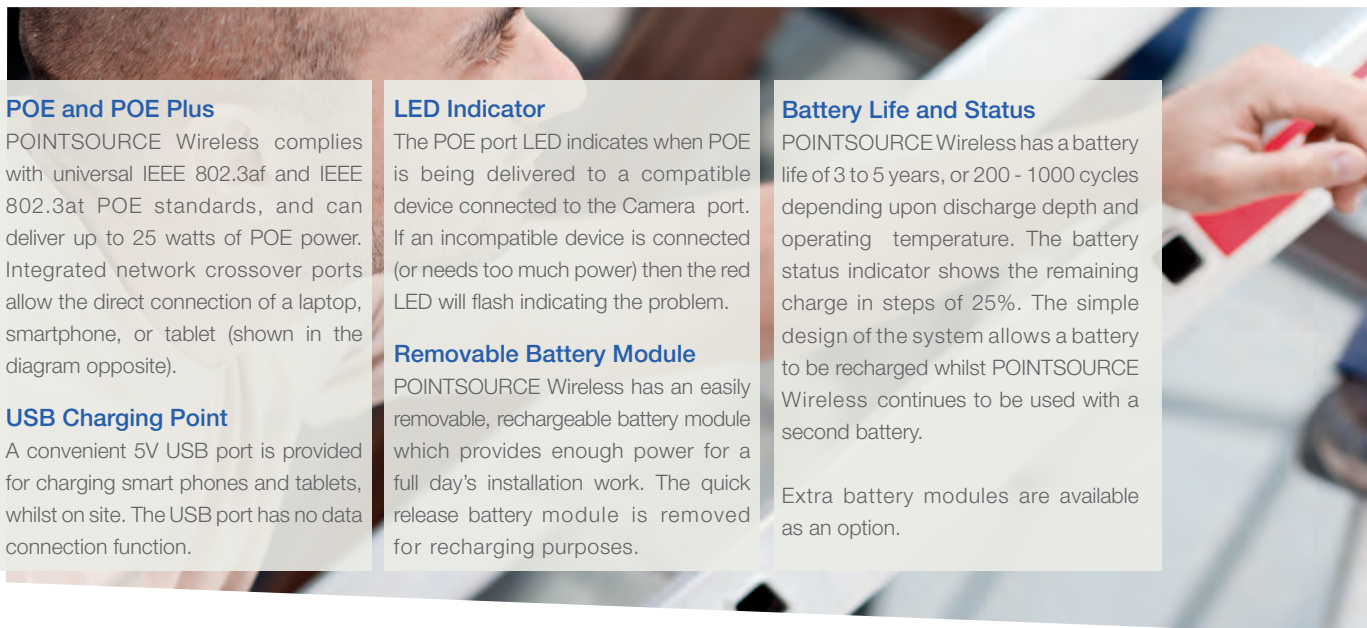 POE and POE Plus
POINTSOURCE Wireless complies
with universal IEEE 802.3af and IEEE
802.3at POE standards, and can
deliver up to 25 watts of POE power.
Integrated network crossover ports
allow the direct connection of a laptop,
smartphone, or tablet (shown in the
diagram opposite).
USB Charging Point
A convenient 5V USB port is provided
for charging smart phones and tablets,
whilst on site. The USB port has no data
connection function.
LED Indicator
The POE port LED indicates when POE
is being delivered to a compatible
device connected to the Camera port.
If an incompatible device is connected
(or needs too much power) then the red
LED will flash indicating the problem.
Removable Battery Module
POINTSOURCE Wireless has an easily
removable, rechargeable battery module
which provides enough power for a
full day's installation work. The quick
release battery module is removed
for recharging purposes.
Battery Life and Status
POINTSOURCE Wireless has a battery
life of 3 to 5 years, or 200 - 1000 cycles
depending upon discharge depth and
operating temperature. The battery
status indicator shows the remaining
charge in steps of 25%. The simple
design of the system allows a battery
to be recharged whilst POINTSOURCE
Wireless continues to be used with a
second battery.
Extra battery modules are available
as an option.